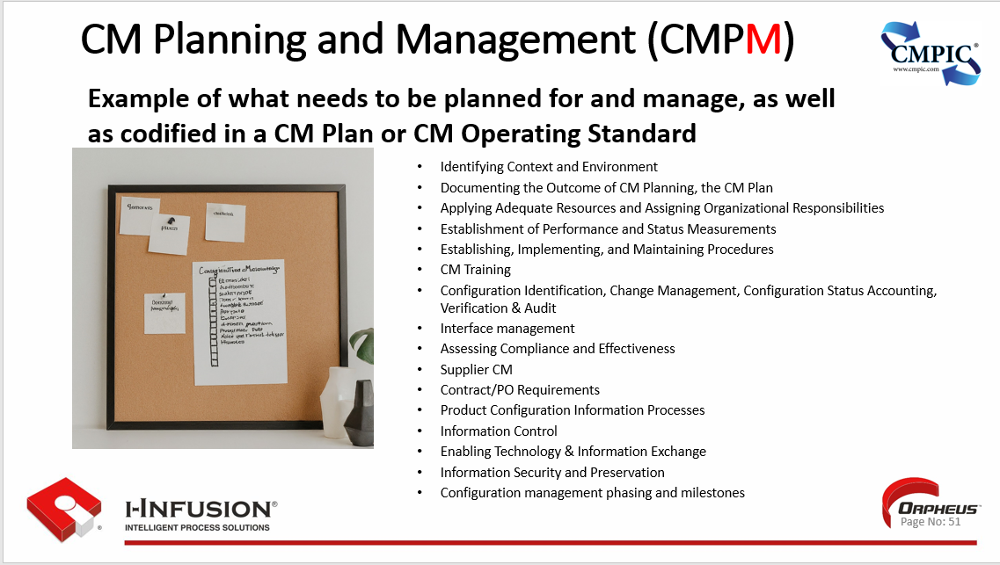 CM Planning and Management (CMPM)
CMPIC®
www.cmpic.com
Example of what needs to be planned for and manage, as well
as codified in a CM Plan or CM Operating Standard
• Identifying Context and Environment
• Documenting the Outcome of CM Planning, the CM Plan
• Applying Adequate Resources and Assigning Organizational Responsibilities
• Establishment of Performance and Status Measurements
• Establishing, Implementing, and Maintaining Procedures
• CM Training
• Configuration Identification, Change Management, Configuration Status Accounting,
Verification & Audit
• Interface management
• Assessing Compliance and Effectiveness
• Supplier CM
• Contract/PO Requirements
• Product Configuration Information Processes
• Information Control
• Enabling Technology & Information Exchange
• Information Security and Preservation
• Configuration management phasing and milestones
I-INFUSION®
INTELLIGENT PROCESS SOLUTIONS
ORPHEUS™
Page No: 51